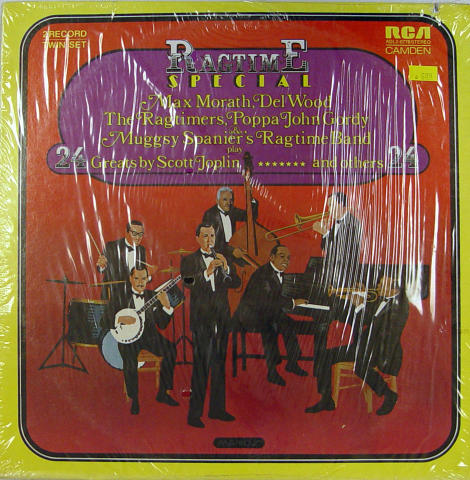 2 RECORD
TWIN SET
RAGTIME
SPECIAL
RCA
STEREO
CAMDEN
Max Morath, Del Wood
The Ragtimers, Poppa John Gordy
&
Muggsy Spanier's Ragtime Band
play
24 Greats by Scott Joplin, ******* and others 24